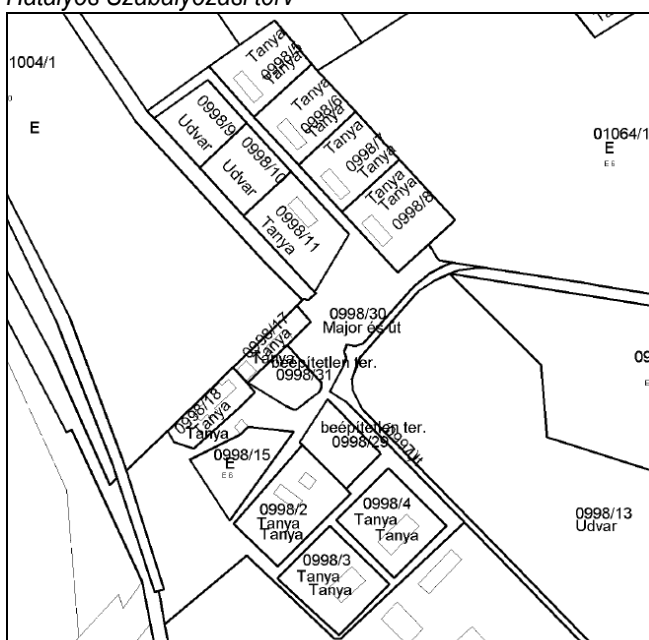 Hatályos Szabályozási terv
1004/1
E
Tanya
0998/5
Tanya
Tanya
0998/6
Tanya
Tanya
0998/7
Tanya
Tanya
Tanya
0998/8
0998/9
Udvar
0998/10
Udvar
0998/11
Tanya
01064/1
E
E 6
0998/30
Major és út
0998/17
Tanya
Tanya
beépítetlen ter.
0998/31
0998/18
Tanya
Tanya
0998/15
E
E 6
beépítetlen ter.
0998/29
0998/2
Tanya
Tanya
0998/4
Tanya
Tanya
0998/3
Tanya
Tanya
0998/13
Udvar